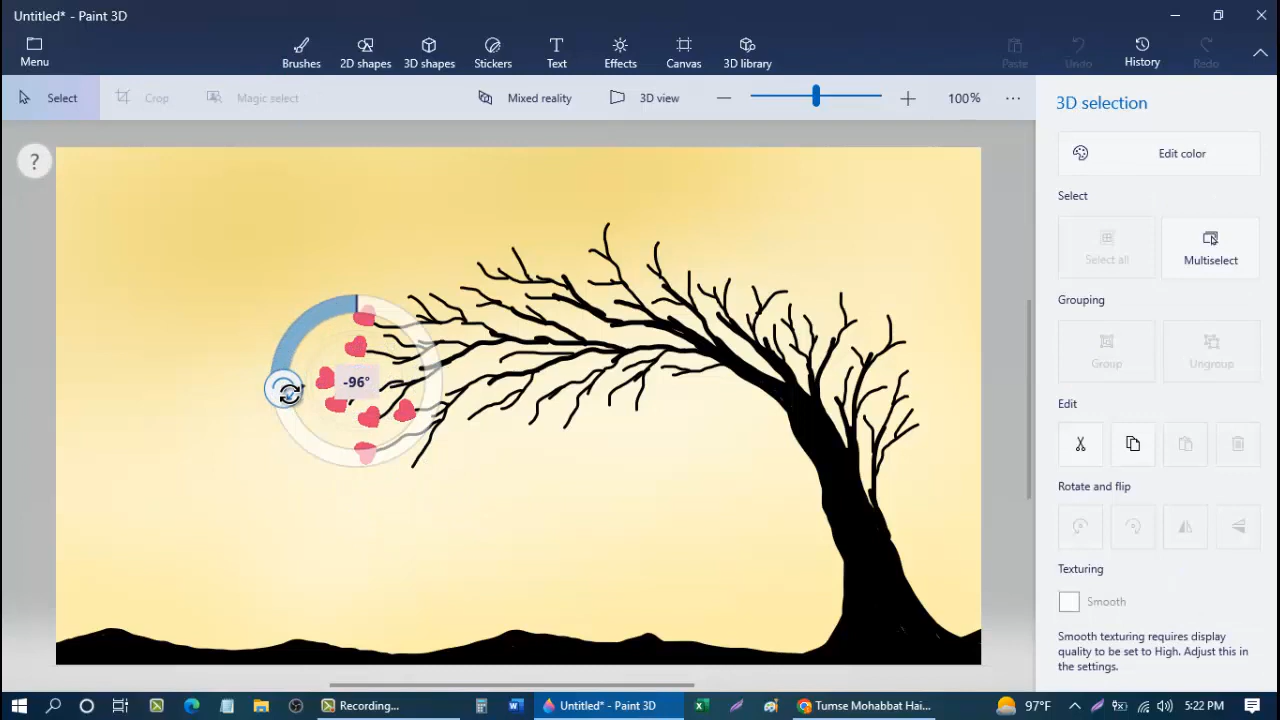 Untitled* - Paint 3D
Menu
Brushes
2D shapes
3D shapes
Stickers
Text
Effects
Canvas
3D library
Paste
Undo
History
Redo
Select
Crop
Magic select
Mixed reality
3D view
100%
?
-96°
3D selection
Edit color
Select
Select all
Multiselect
Grouping
Group
Ungroup
Edit
Rotate and flip
Texturing
Smooth
Smooth texturing requires display
quality to be set to High. Adjust this in
the settings.
Recording...
Untitled* - Paint 3D
Tumse Mohabbat Hai...
97°F
5:22 PM